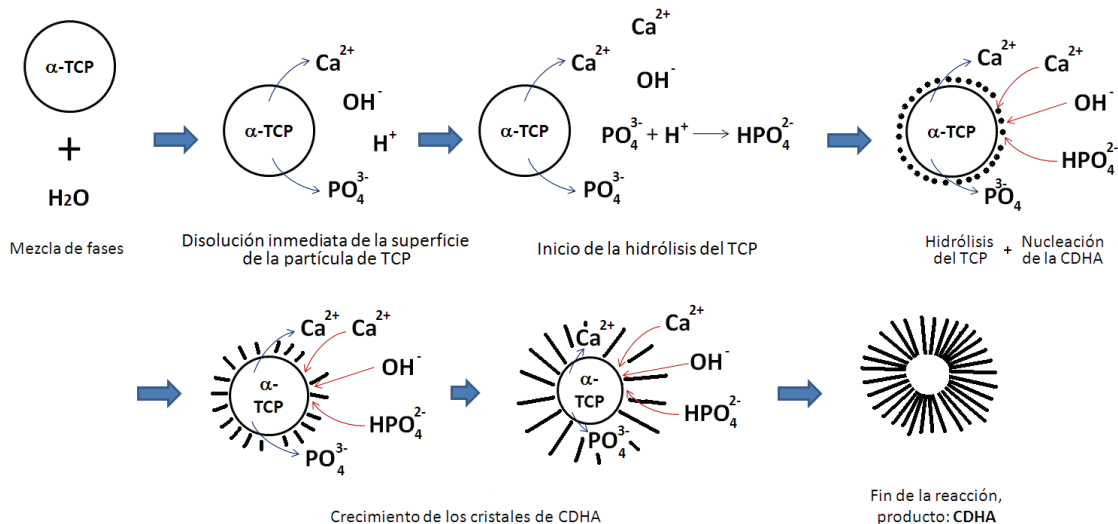 α-TCP
+
H₂O
Mezcla de fases
α-TCP
Ca²⁺
OH⁻
H⁺
PO₄³⁻
Disolución inmediata de la superficie
de la partícula de TCP
α-TCP
Ca²⁺
Ca²⁺
OH⁻
PO₄³⁻ + H⁺ → HPO₄²⁻
PO₄³⁻
Inicio de la hidrólisis del TCP
α-TCP
Ca²⁺
Ca²⁺
OH⁻
HPO₄²⁻
PO₄³⁻
Hidrólisis + Nucleación
del TCP de la CDHA
α-
TCP
Ca²⁺
Ca²⁺
OH⁻
HPO₄²⁻
PO₄³⁻
α-
TCP
Ca²⁺
Ca²⁺
OH⁻
HPO₄²⁻
PO₄³⁻
Crecimiento de los cristales de CDHA
Fin de la reacción,
producto: CDHA